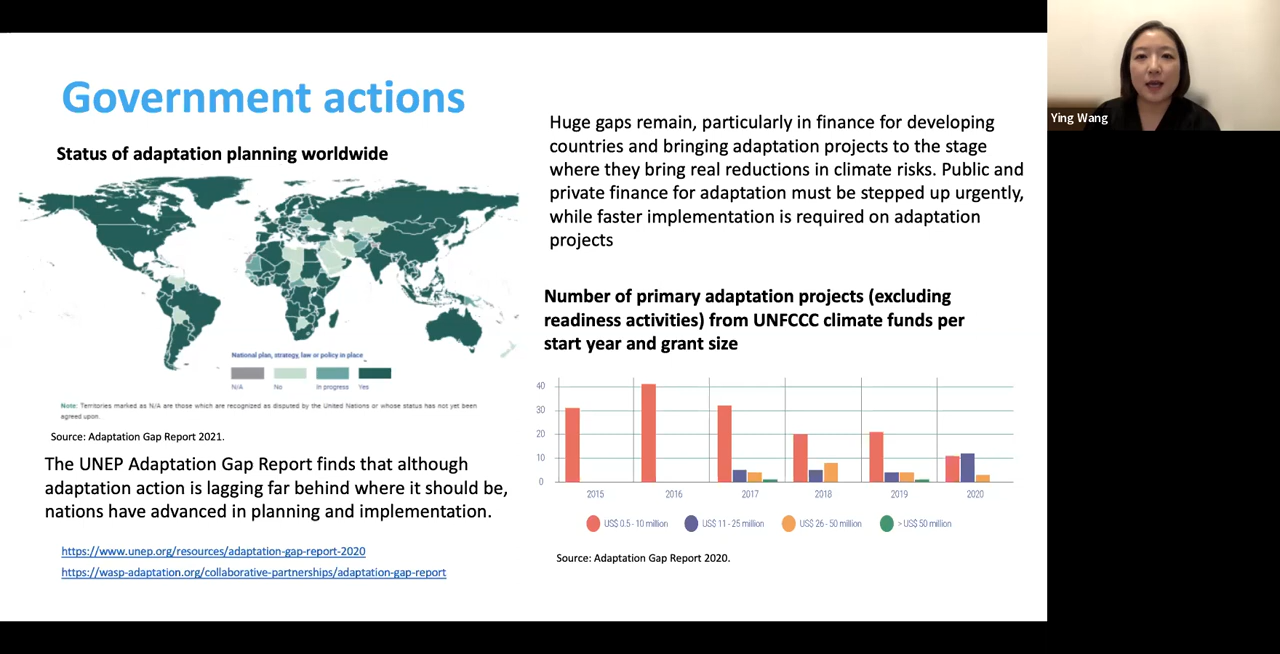 Government actions
Status of adaptation planning worldwide
National plan, strategy, law or policy in place
N/A
No
In progress
Yes
Note: Territories marked as N/A are those which are recognized as disputed by the United Nations or whose status has not yet been
agreed upon.
Source: Adaptation Gap Report 2021.
The UNEP Adaptation Gap Report finds that although
adaptation action is lagging far behind where it should be,
nations have advanced in planning and implementation.
https://www.unep.org/resources/adaptation-gap-report-2020
https://wasp-adaptation.org/collaborative-partnerships/adaptation-gap-report
Huge gaps remain, particularly in finance for developing
countries and bringing adaptation projects to the stage
where they bring real reductions in climate risks. Public and
private finance for adaptation must be stepped up urgently,
while faster implementation is required on adaptation
projects
Number of primary adaptation projects (excluding
readiness activities) from UNFCCC climate funds per
start year and grant size
40
30
20
10
0
2015
2016
2017
2018
2019
2020
US$ 0.5 - 10 million
US$ 11 - 25 million
US$ 26 - 50 million
> US$ 50 million
Source: Adaptation Gap Report 2020.
Ying Wang